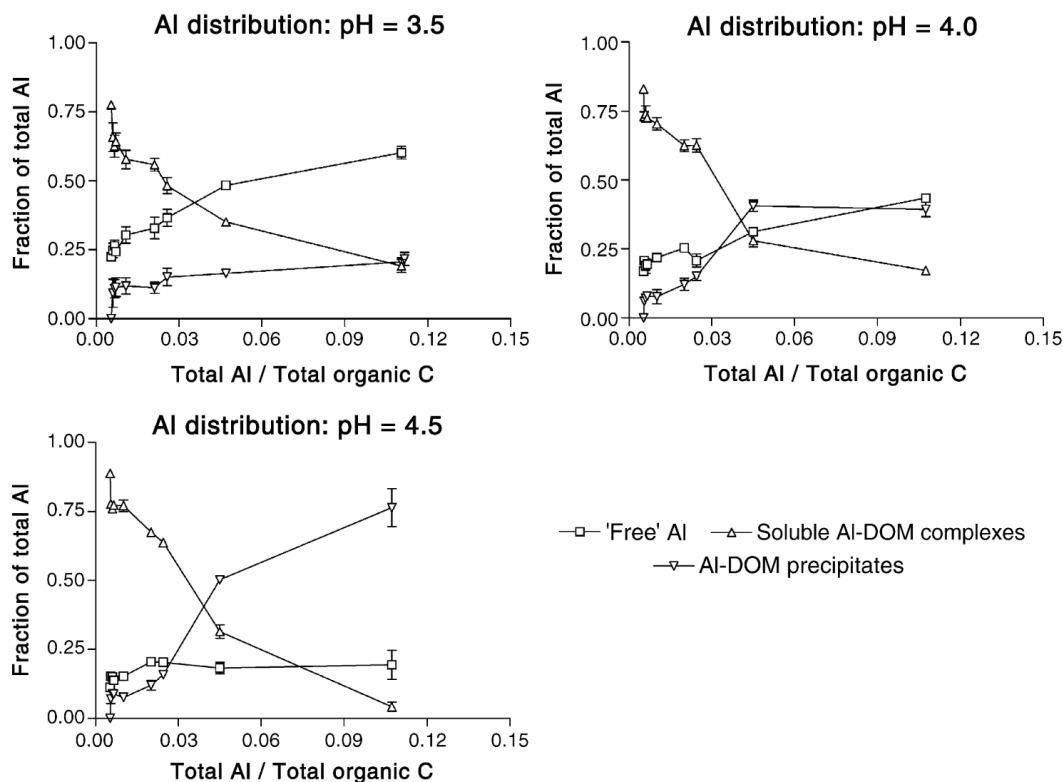 Al distribution: pH = 3.5
Fraction of total Al
1.00
0.75
0.50
0.25
0.00
0.00 0.03 0.06 0.09 0.12 0.15
Total Al / Total organic C
Al distribution: pH = 4.0
Fraction of total Al
1.00
0.75
0.50
0.25
0.00
0.00 0.03 0.06 0.09 0.12 0.15
Total Al / Total organic C
Al distribution: pH = 4.5
Fraction of total Al
1.00
0.75
0.50
0.25
0.00
0.00 0.03 0.06 0.09 0.12 0.15
Total Al / Total organic C
'Free' Al Soluble Al-DOM complexes
Al-DOM precipitates